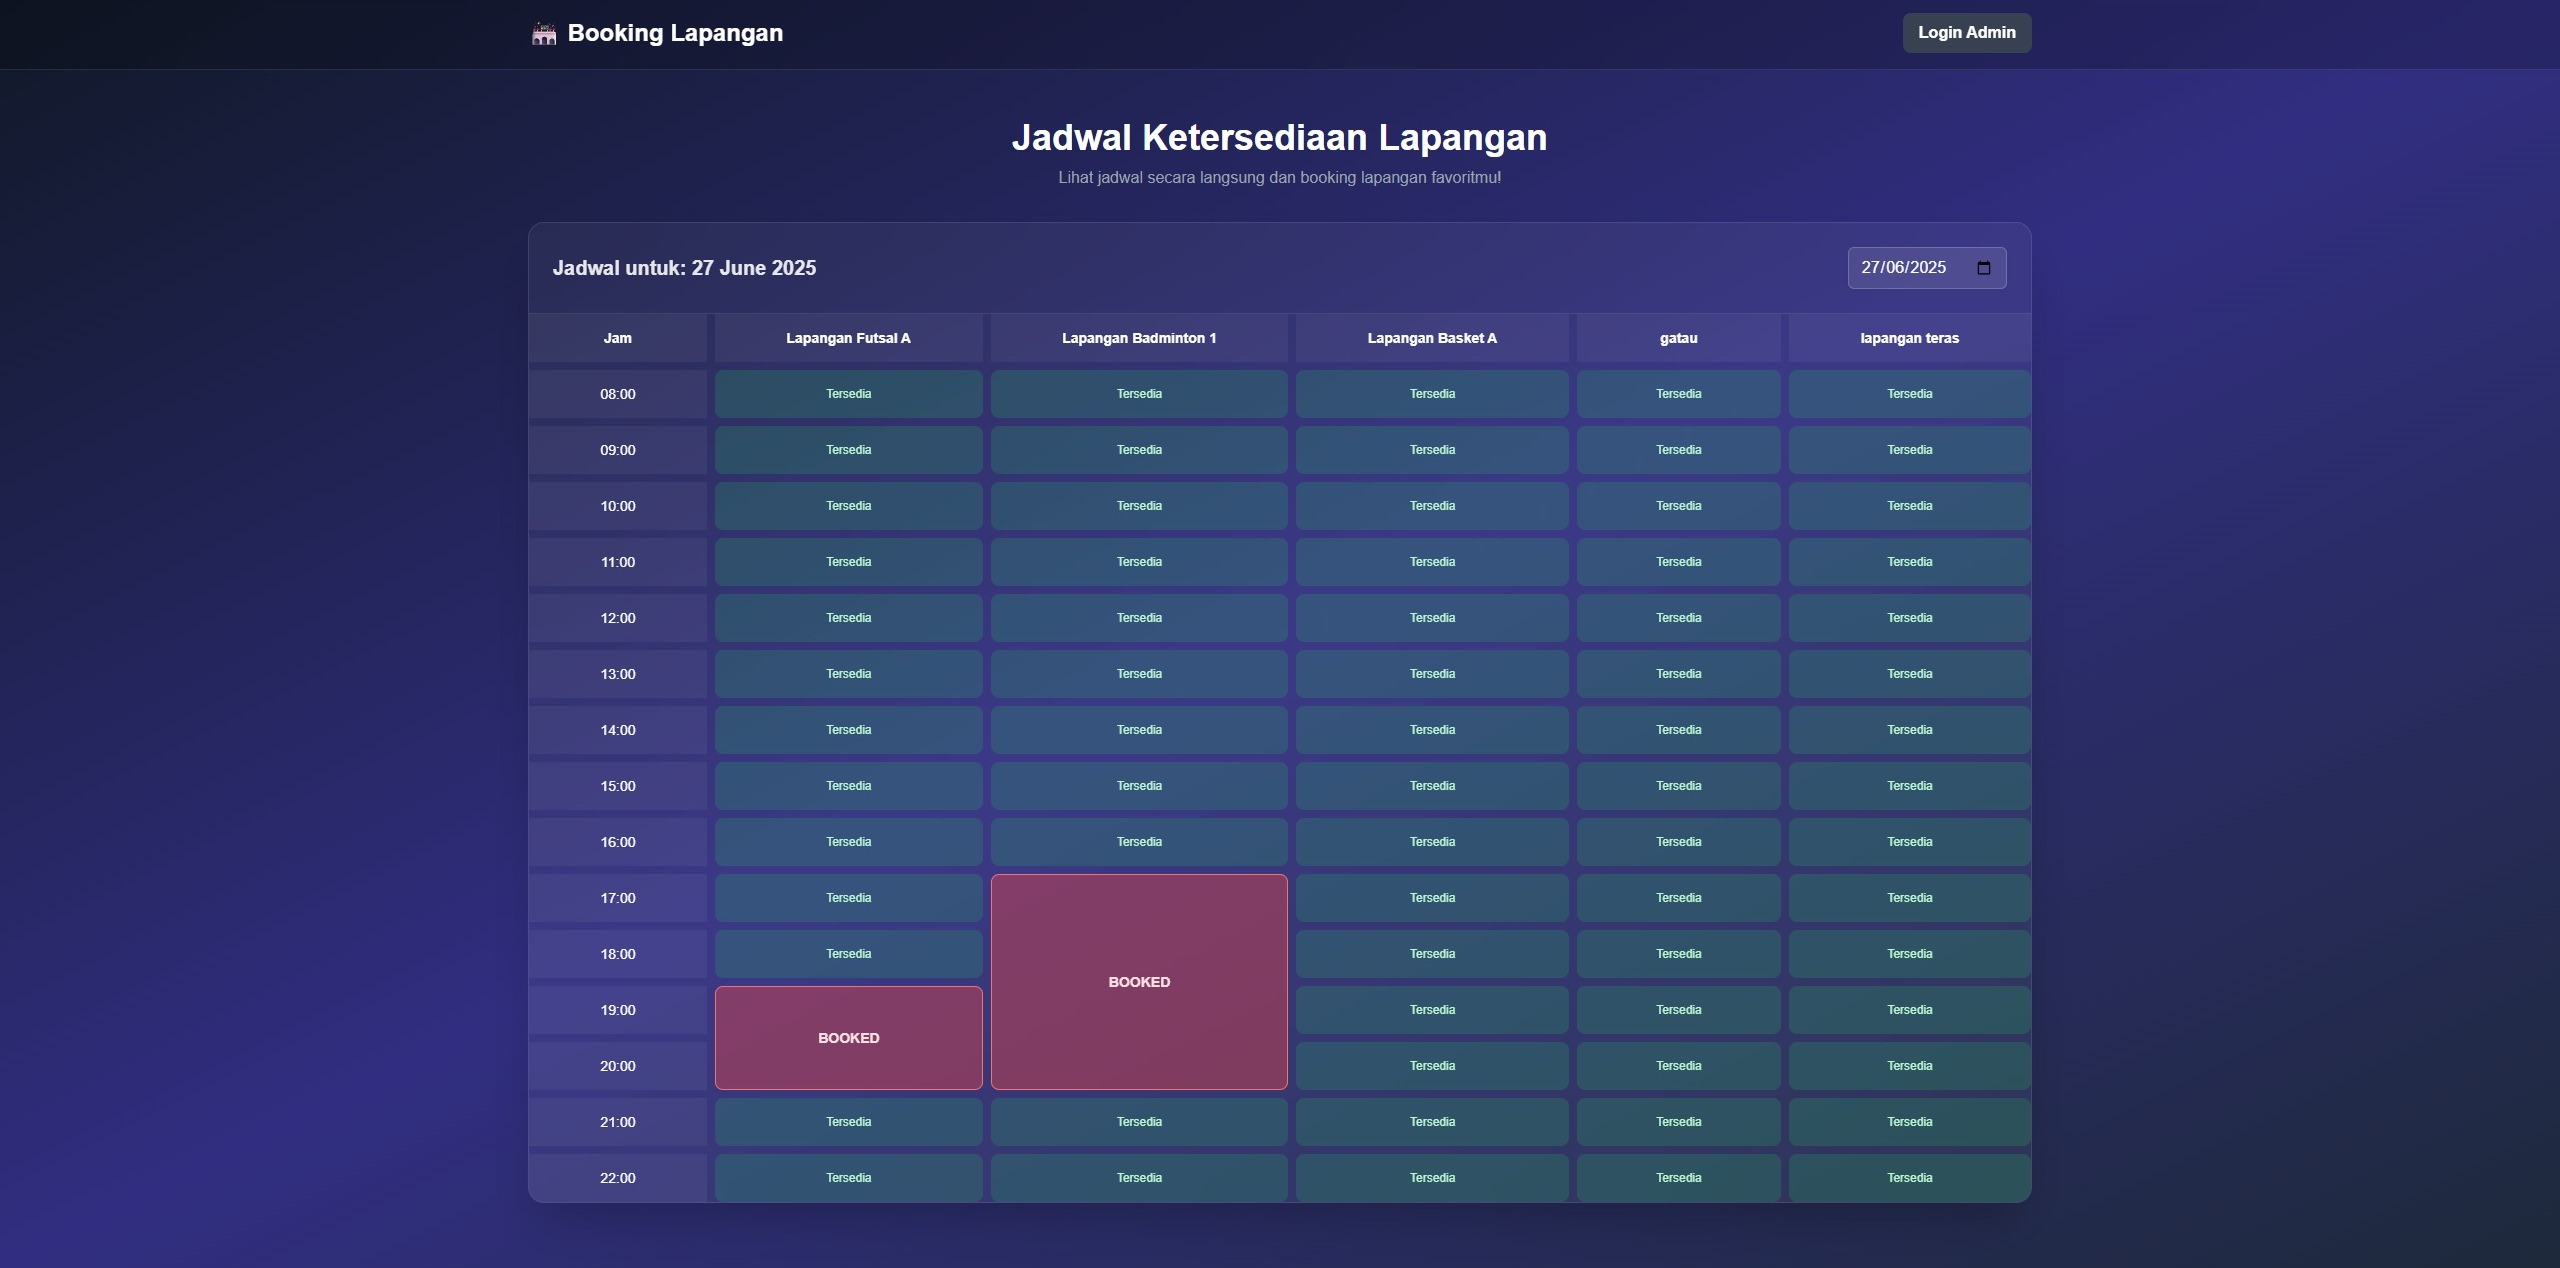 Booking Lapangan
Login Admin
Jadwal Ketersediaan Lapangan
Lihat jadwal secara langsung dan booking lapangan favoritmu!
Jadwal untuk: 27 June 2025
27/06/2025
Jam Lapangan Futsal A Lapangan Badminton 1 Lapangan Basket A gatau lapangan teras
08:00 Tersedia Tersedia Tersedia Tersedia Tersedia
09:00 Tersedia Tersedia Tersedia Tersedia Tersedia
10:00 Tersedia Tersedia Tersedia Tersedia Tersedia
11:00 Tersedia Tersedia Tersedia Tersedia Tersedia
12:00 Tersedia Tersedia Tersedia Tersedia Tersedia
13:00 Tersedia Tersedia Tersedia Tersedia Tersedia
14:00 Tersedia Tersedia Tersedia Tersedia Tersedia
15:00 Tersedia Tersedia Tersedia Tersedia Tersedia
16:00 Tersedia Tersedia Tersedia Tersedia Tersedia
17:00 Tersedia BOOKED Tersedia Tersedia Tersedia
18:00 Tersedia Tersedia Tersedia Tersedia
19:00 BOOKED Tersedia Tersedia Tersedia
20:00 Tersedia Tersedia Tersedia
21:00 Tersedia Tersedia Tersedia Tersedia Tersedia
22:00 Tersedia Tersedia Tersedia Tersedia Tersedia